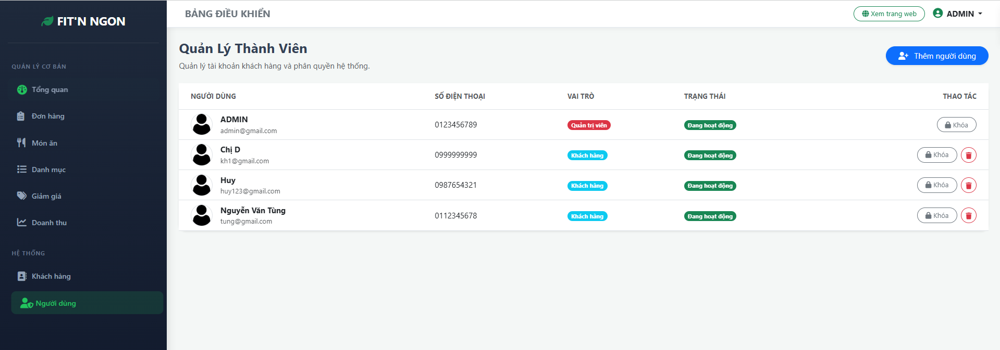 FIT'N NGON
QUẢN LÝ CƠ BẢN
Tổng quan
Đơn hàng
Món ăn
Danh mục
Giảm giá
Doanh thu
HỆ THỐNG
Khách hàng
Người dùng
BẢNG ĐIỀU KHIỂN
Xem trang web
ADMIN
Quản Lý Thành Viên
Quản lý tài khoản khách hàng và phân quyền hệ thống.
Thêm người dùng
NGƯỜI DÙNG SỐ ĐIỆN THOẠI VAI TRÒ TRẠNG THÁI THAO TÁC
ADMIN
admin@gmail.com
0123456789 Quản trị viên Đang hoạt động Khóa
Chị D
kh1@gmail.com
0999999999 Khách hàng Đang hoạt động Khóa
Huy
huy123@gmail.com
0987654321 Khách hàng Đang hoạt động Khóa
Nguyễn Văn Tùng
tung@gmail.com
0112345678 Khách hàng Đang hoạt động Khóa